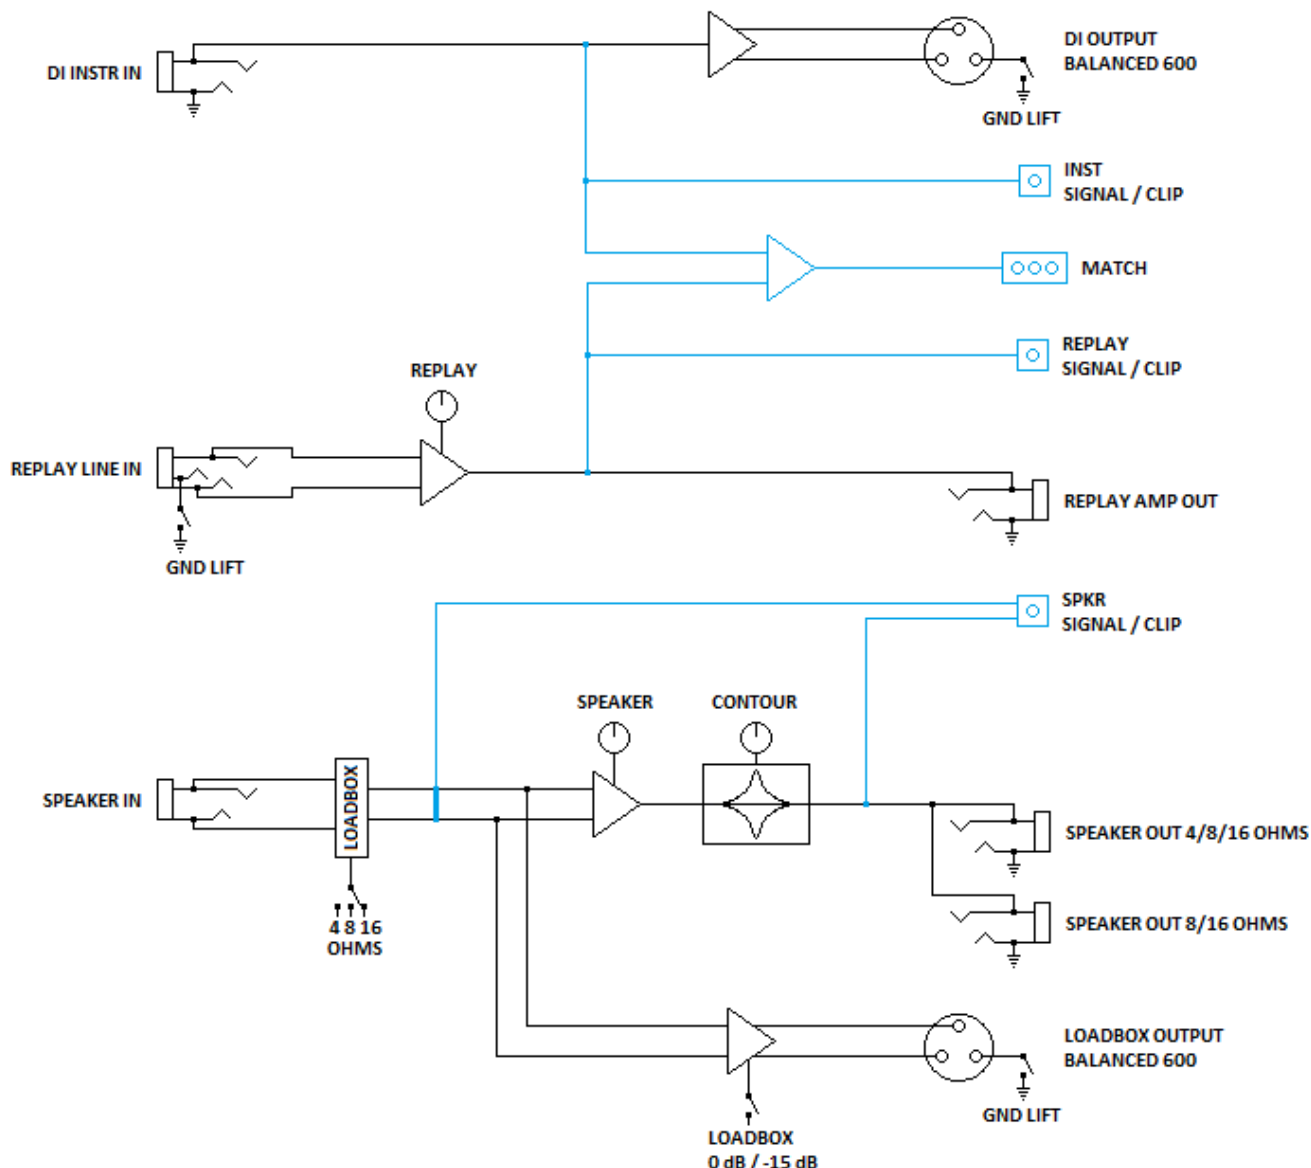 DI INSTR IN
DI OUTPUT
BALANCED 600
GND LIFT
INST
SIGNAL / CLIP
MATCH
REPLAY
SIGNAL / CLIP
REPLAY
REPLAY LINE IN
GND LIFT
REPLAY AMP OUT
SPKR
SIGNAL / CLIP
SPEAKER
CONTOUR
SPEAKER IN
LOADBOX
4 8 16
OHMS
SPEAKER OUT 4/8/16 OHMS
SPEAKER OUT 8/16 OHMS
LOADBOX OUTPUT
BALANCED 600
GND LIFT
LOADBOX
0 dB / -15 dB